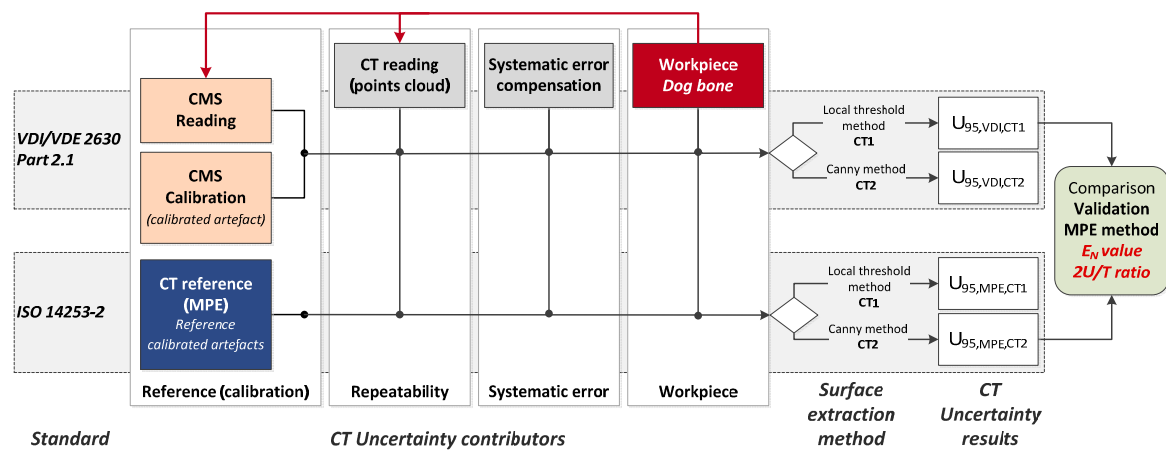 CT reading
(points cloud)
Systematic error
compensation
Workpiece
Dog bone
VDI/VDE 2630
Part 2.1
CMS
Reading
CMS
Calibration
(calibrated artefact)
Local threshold
method
CT1
Canny method
CT2
U95,VDI,CT1
U95,VDI,CT2
Comparison
Validation
MPE method
EN value
2U/T ratio
ISO 14253-2
CT reference
(MPE)
Reference
calibrated artefacts
Local threshold
method
CT1
Canny method
CT2
U95,MPE,CT1
U95,MPE,CT2
Reference (calibration)
Repeatability
Systematic error
Workpiece
Standard
CT Uncertainty contributors
Surface
extraction
method
CT
Uncertainty
results